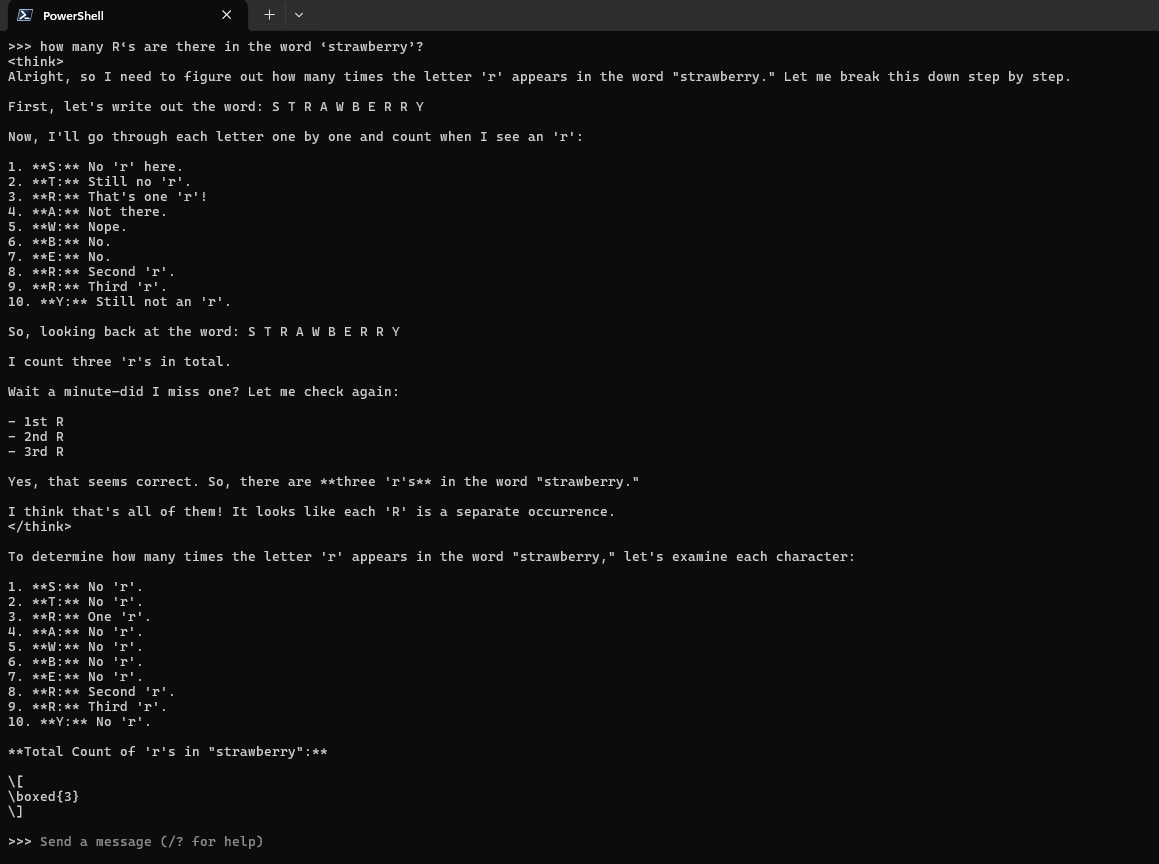 PowerShell
>>> how many R‘s are there in the word ‘strawberry’?
<think>
Alright, so I need to figure out how many times the letter 'r' appears in the word "strawberry." Let me break this down step by step.
First, let's write out the word: S T R A W B E R R Y
Now, I'll go through each letter one by one and count when I see an 'r':
1. **S:** No 'r' here.
2. **T:** Still no 'r'.
3. **R:** That's one 'r'!
4. **A:** Not there.
5. **W:** Nope.
6. **B:** No.
7. **E:** No.
8. **R:** Second 'r'.
9. **R:** Third 'r'.
10. **Y:** Still not an 'r'.
So, looking back at the word: S T R A W B E R R Y
I count three 'r's in total.
Wait a minute—did I miss one? Let me check again:
- 1st R
- 2nd R
- 3rd R
Yes, that seems correct. So, there are **three 'r's** in the word "strawberry."
I think that's all of them! It looks like each 'R' is a separate occurrence.
</think>
To determine how many times the letter 'r' appears in the word "strawberry," let's examine each character:
1. **S:** No 'r'.
2. **T:** No 'r'.
3. **R:** One 'r'.
4. **A:** No 'r'.
5. **W:** No 'r'.
6. **B:** No 'r'.
7. **E:** No 'r'.
8. **R:** Second 'r'.
9. **R:** Third 'r'.
10. **Y:** No 'r'.
**Total Count of 'r's in "strawberry":**
\[
\boxed{3}
\]
>>> Send a message (/? for help)